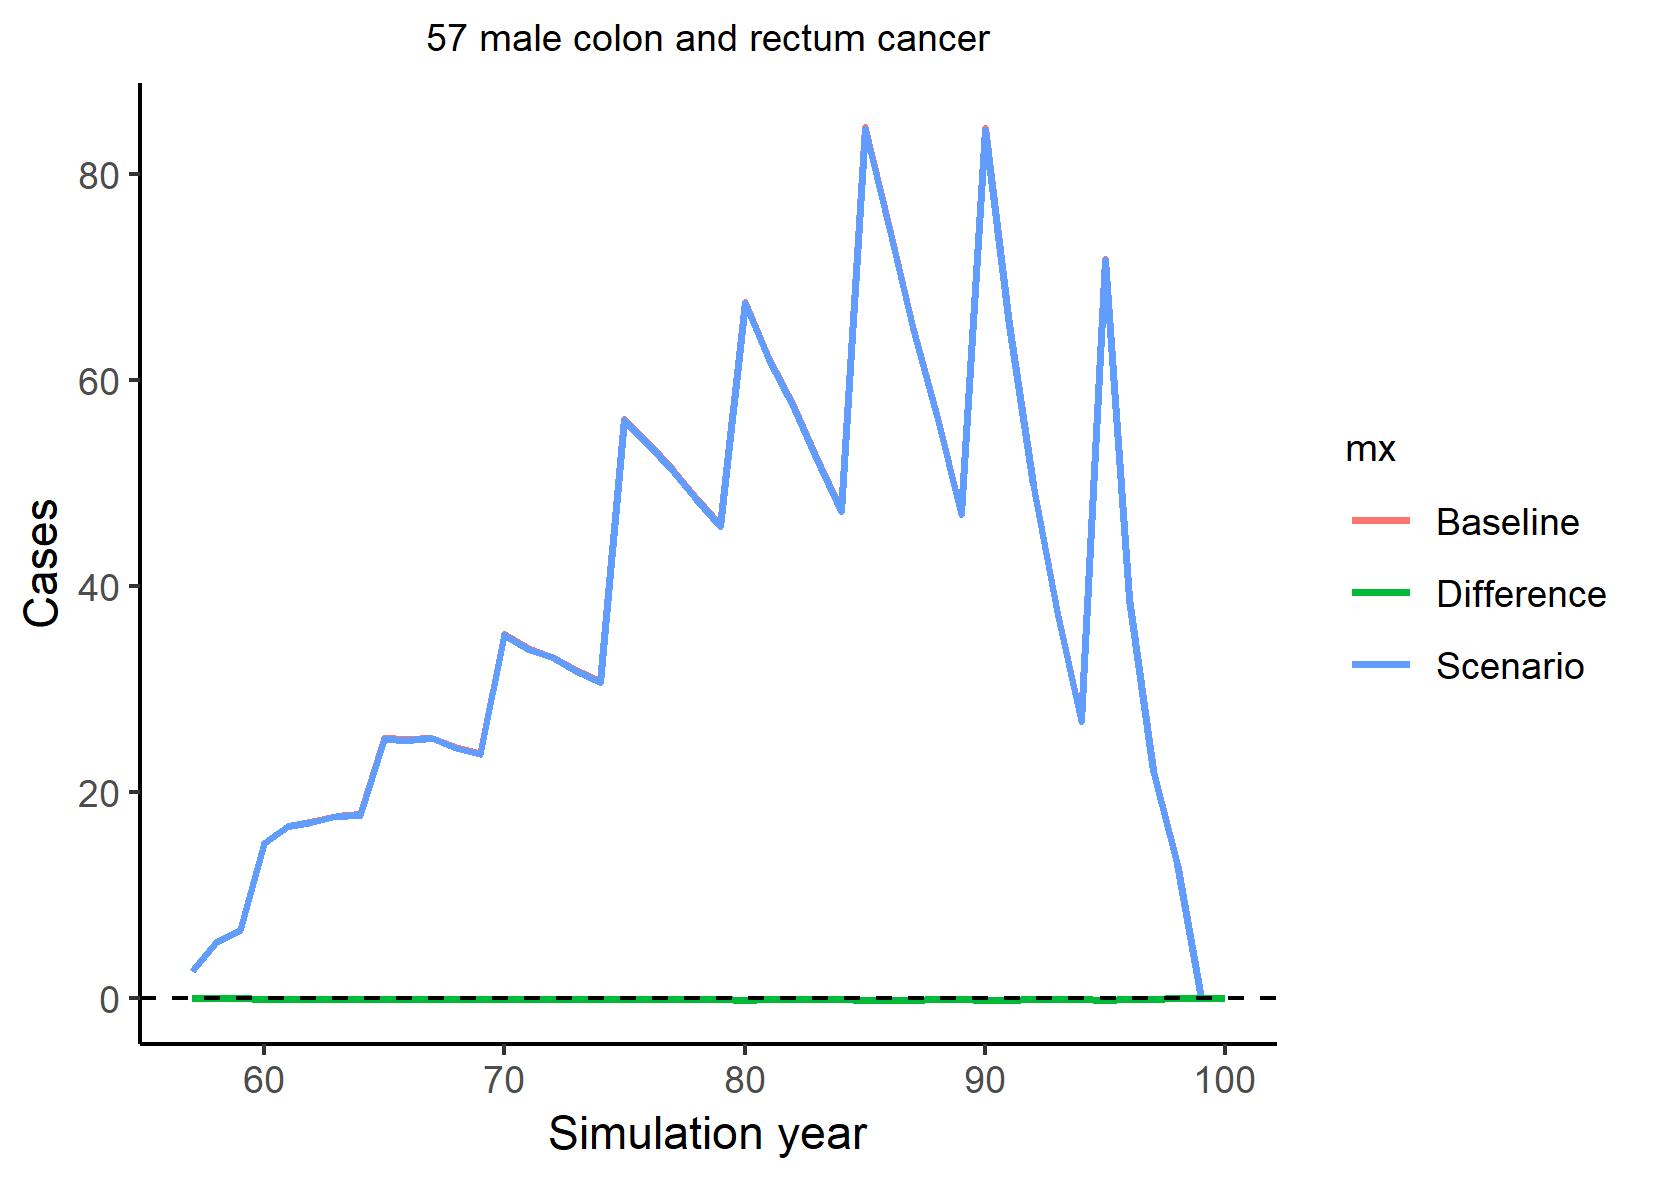 57 male colon and rectum cancer
Cases
80
60
40
20
0
60 70 80 90 100
Simulation year
mx
Baseline
Difference
Scenario